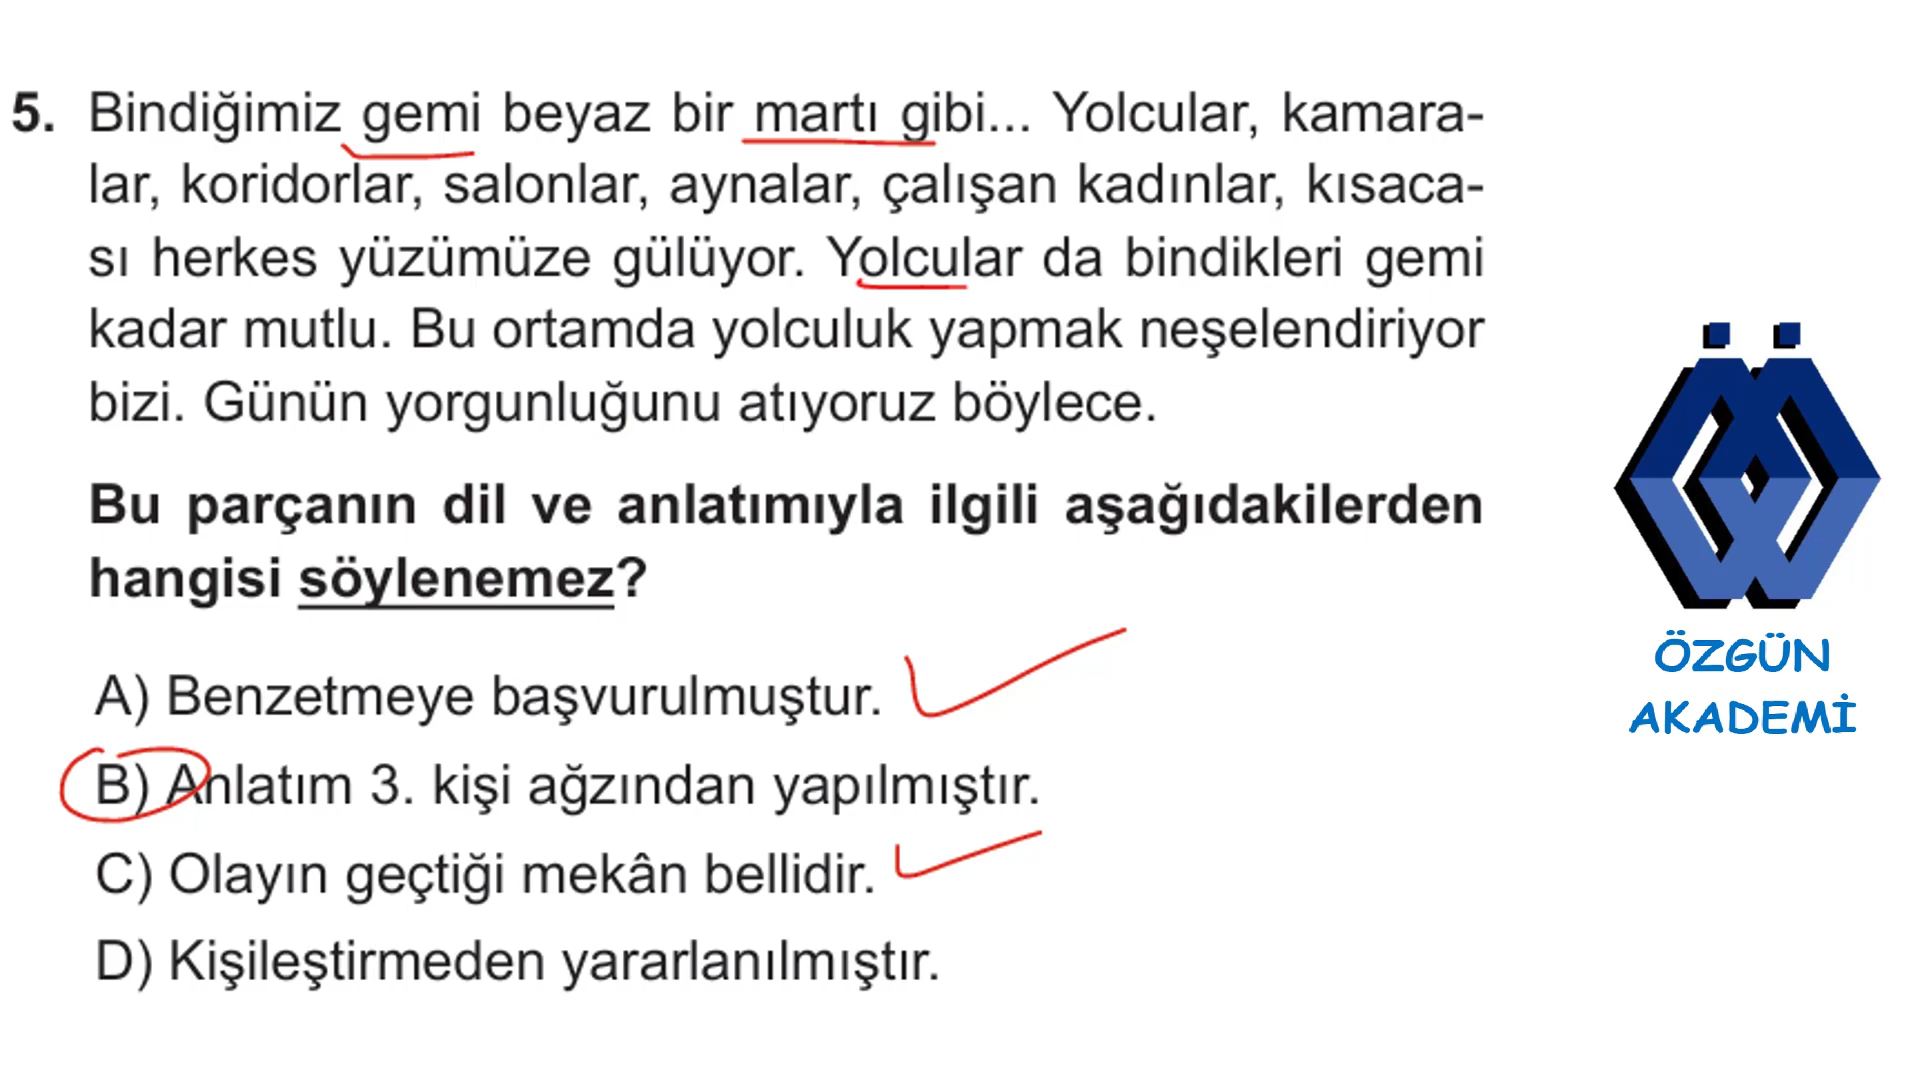 5. Bindiğimiz gemi beyaz bir martı gibi... Yolcular, kamara-
lar, koridorlar, salonlar, aynalar, çalışan kadınlar, kısaca-
sı herkes yüzümüze gülüyor. Yolcular da bindikleri gemi
kadar mutlu. Bu ortamda yolculuk yapmak neşelendiriyor
bizi. Günün yorgunluğunu atıyoruz böylece.
Bu parçanın dil ve anlatımıyla ilgili aşağıdakilerden
hangisi söylenemez?
A) Benzetmeye başvurulmuştur.
B) Anlatım 3. kişi ağzından yapılmıştır.
C) Olayın geçtiği mekân bellidir.
D) Kişileştirmeden yararlanılmıştır.
ÖZGÜN
AKADEMİ